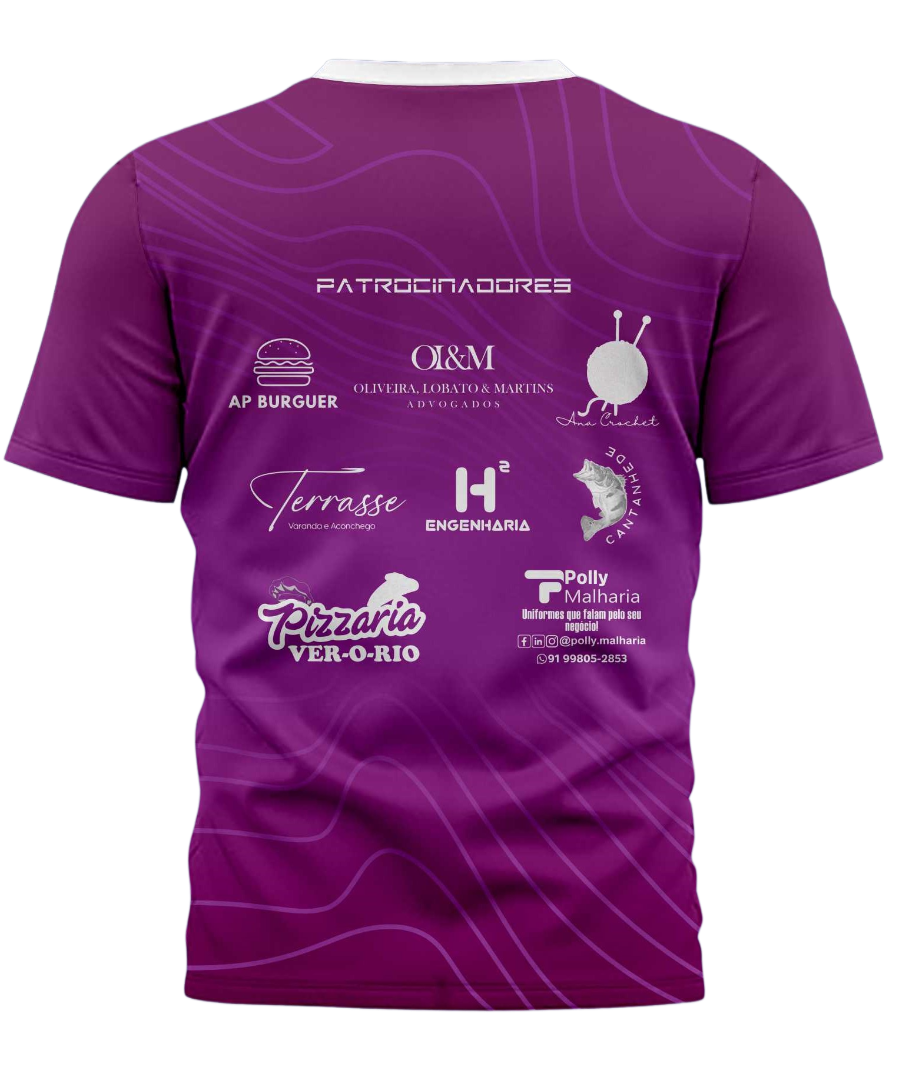 PATROCINADORES
AP BURGUER
OI&M
OLIVEIRA, LOBATO & MARTINS
ADVOGADOS
Ana Crochet
Terrasse
Varanda e Aconchego
H²
ENGENHARIA
CANTANHEDE
Pizzaria
VER-O-RIO
Polly
Malharia
Uniformes que falam pelo seu
negócio!
@polly.malharia
91 99805-2853